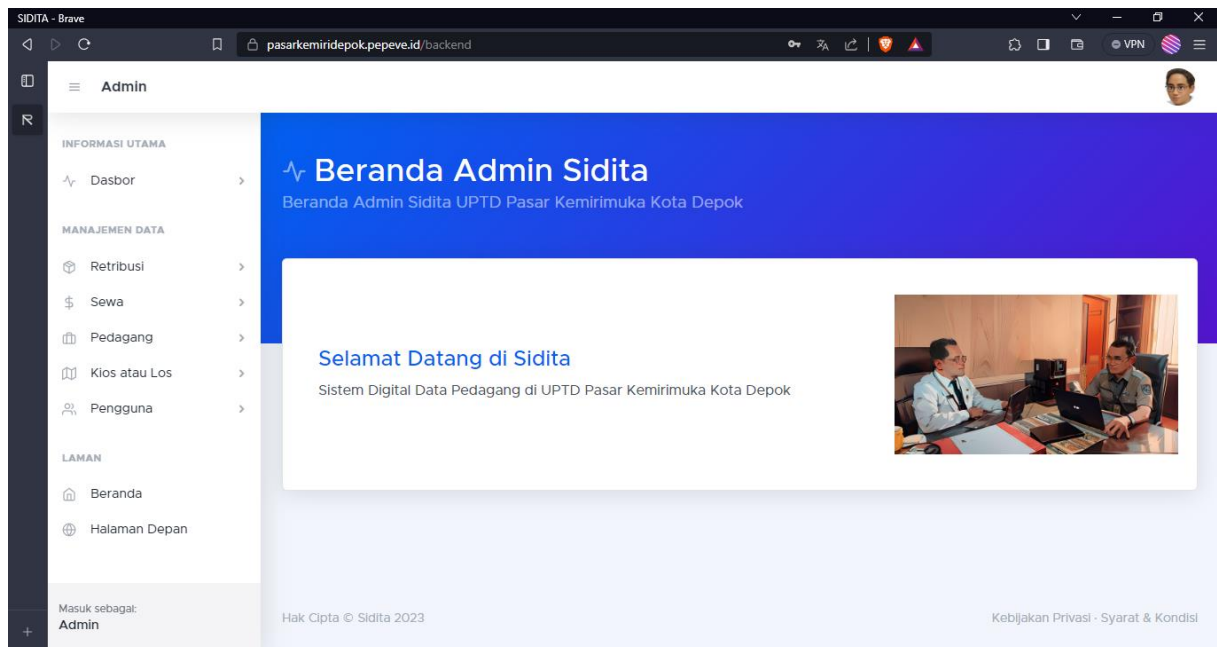 SIDITA - Brave
pasarkemiridepok.pepeve.id/backend
VPN
Admin
INFORMASI UTAMA
Dasbor
MANAJEMEN DATA
Retribusi
Sewa
Pedagang
Kios atau Los
Pengguna
LAMAN
Beranda
Halaman Depan
Masuk sebagai:
Admin
Beranda Admin Sidita
Beranda Admin Sidita UPTD Pasar Kemirimuka Kota Depok
Selamat Datang di Sidita
Sistem Digital Data Pedagang di UPTD Pasar Kemirimuka Kota Depok
Hak Cipta © Sidita 2023
Kebijakan Privasi · Syarat & Kondisi